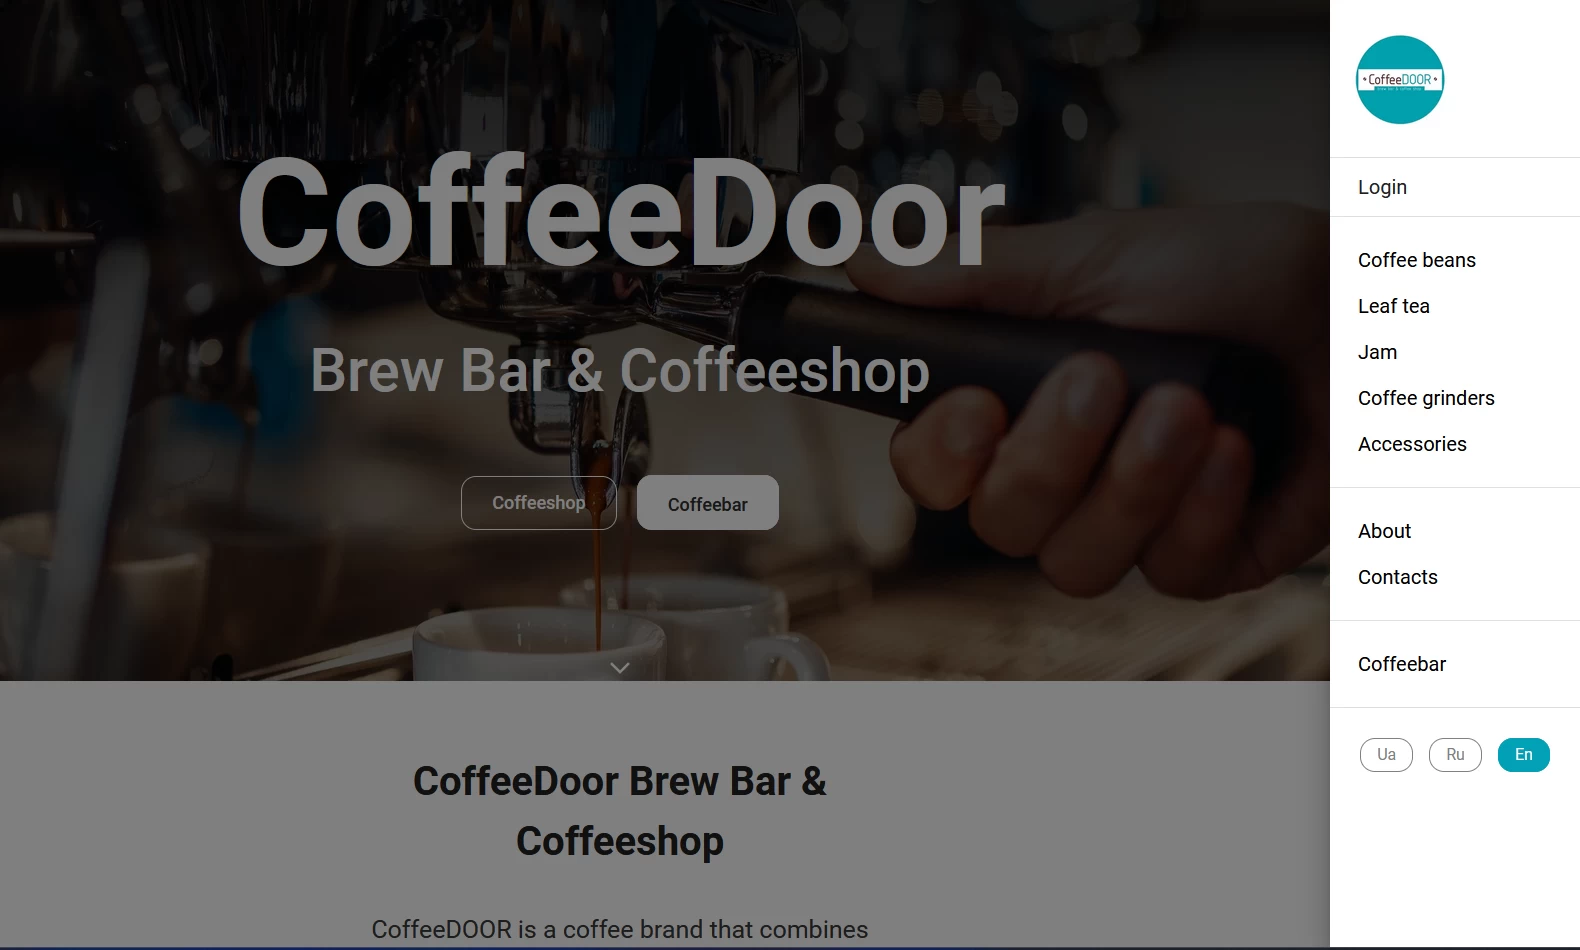 CoffeeDoor
Brew Bar & Coffeeshop
Coffeeshop
Coffeebar
CoffeeDoor Brew Bar &
Coffeeshop
CoffeeDOOR is a coffee brand that combines
CoffeeDOOR
Login
Coffee beans
Leaf tea
Jam
Coffee grinders
Accessories
About
Contacts
Coffeebar
Ua
Ru
En